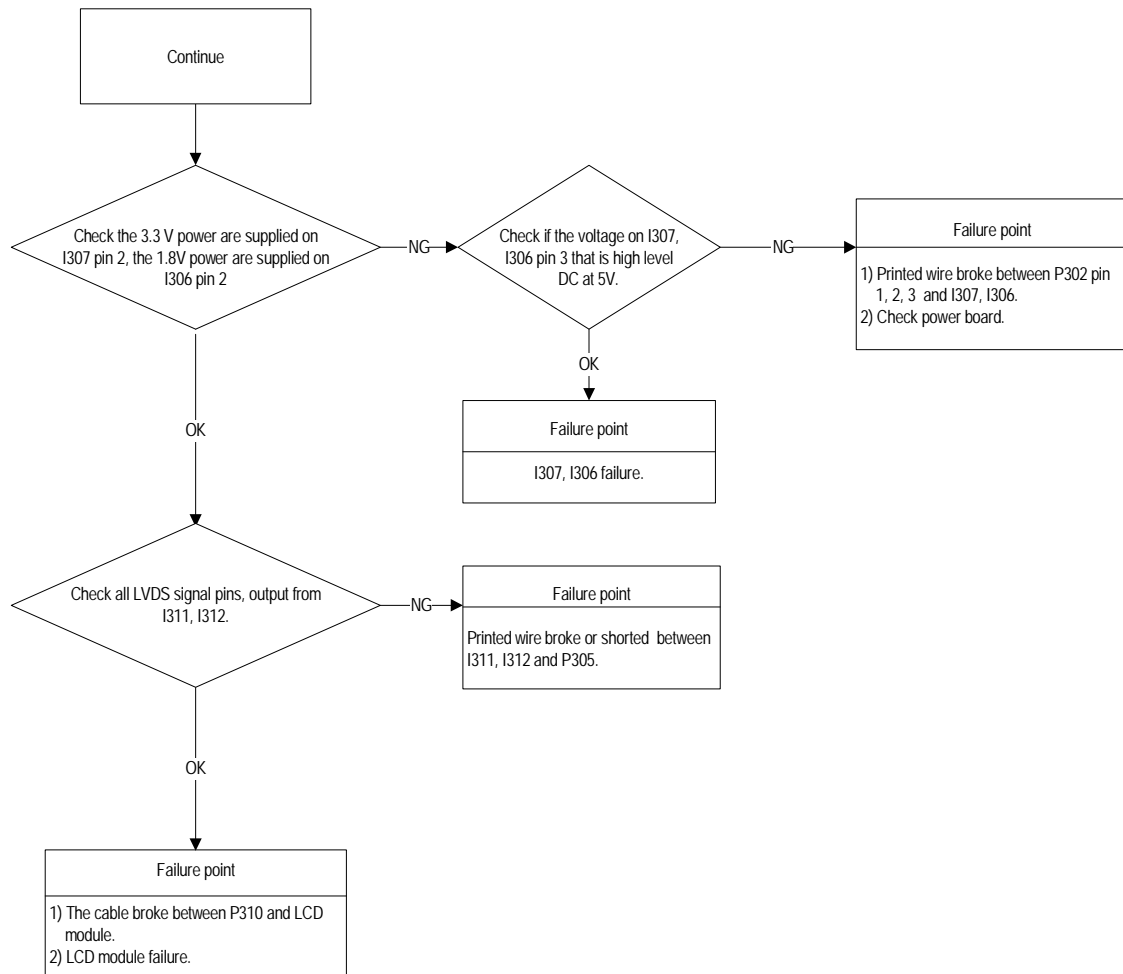 Continue
Check the 3.3 V power are supplied on
I307 pin 2, the 1.8V power are supplied on
I306 pin 2
NG
Check if the voltage on I307,
I306 pin 3 that is high level
DC at 5V.
NG
Failure point
1) Printed wire broke between P302 pin
1, 2, 3 and I307, I306.
2) Check power board.
OK
Failure point
I307, I306 failure.
OK
Check all LVDS signal pins, output from
I311, I312.
NG
Failure point
Printed wire broke or shorted between
I311, I312 and P305.
OK
Failure point
1) The cable broke between P310 and LCD
module.
2) LCD module failure.